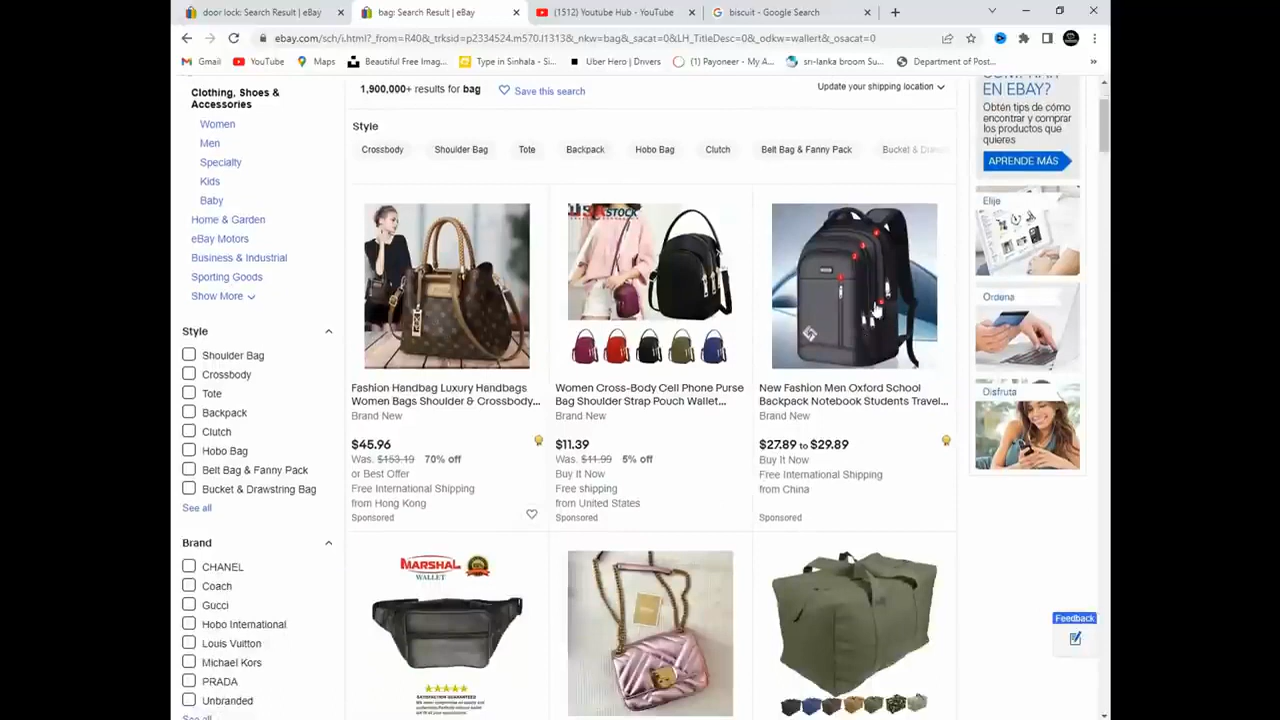 door lock: Search Result | eBay
bag: Search Result | eBay
(1512) Youtube Hub - YouTube
biscuit - Google Search
ebay.com/sch/i.html?_from=R40&_trksid=p2334524.m570.l1313&_nkw=bag&_sacat=0&LH_TitleDesc=0&_odkw=wallert&_osacat=0
Gmail
YouTube
Maps
Beautiful Free Imag...
Type in Sinhala - Si...
Uber Hero | Drivers
(1) Payoneer - My A...
sri-lanka broom Su...
Department of Post...
Clothing, Shoes &
Accessories
Women
Men
Specialty
Kids
Baby
Home & Garden
eBay Motors
Business & Industrial
Sporting Goods
Show More
Style
Shoulder Bag
Crossbody
Tote
Backpack
Clutch
Hobo Bag
Belt Bag & Fanny Pack
Bucket & Drawstring Bag
See all
Brand
CHANEL
Coach
Gucci
Hobo International
Louis Vuitton
Michael Kors
PRADA
Unbranded
See all
1,900,000+ results for bag
Save this search
Update your shipping location
Style
Crossbody
Shoulder Bag
Tote
Backpack
Hobo Bag
Clutch
Belt Bag & Fanny Pack
Fashion Handbag Luxury Handbags
Women Bags Shoulder & Crossbody...
Brand New
$45.96
Was. $153.19 70% off
or Best Offer
Free International Shipping
from Hong Kong
Sponsored
STOCK
Women Cross-Body Cell Phone Purse
Bag Shoulder Strap Pouch Wallet...
Brand New
$11.39
Was. $11.99 5% off
Buy It Now
Free shipping
from United States
Sponsored
New Fashion Men Oxford School
Backpack Notebook Students Travel...
Brand New
$27.89 to $29.89
Buy It Now
Free International Shipping
from China
Sponsored
MARSHAL
WALLET
SATISFACTION GUARANTEED
COMPRAR
EN EBAY?
Obtén tips de cómo
encontrar y comprar
los productos que
quieres
APRENDE MÁS
Elije
Ordena
Disfruta
Feedback